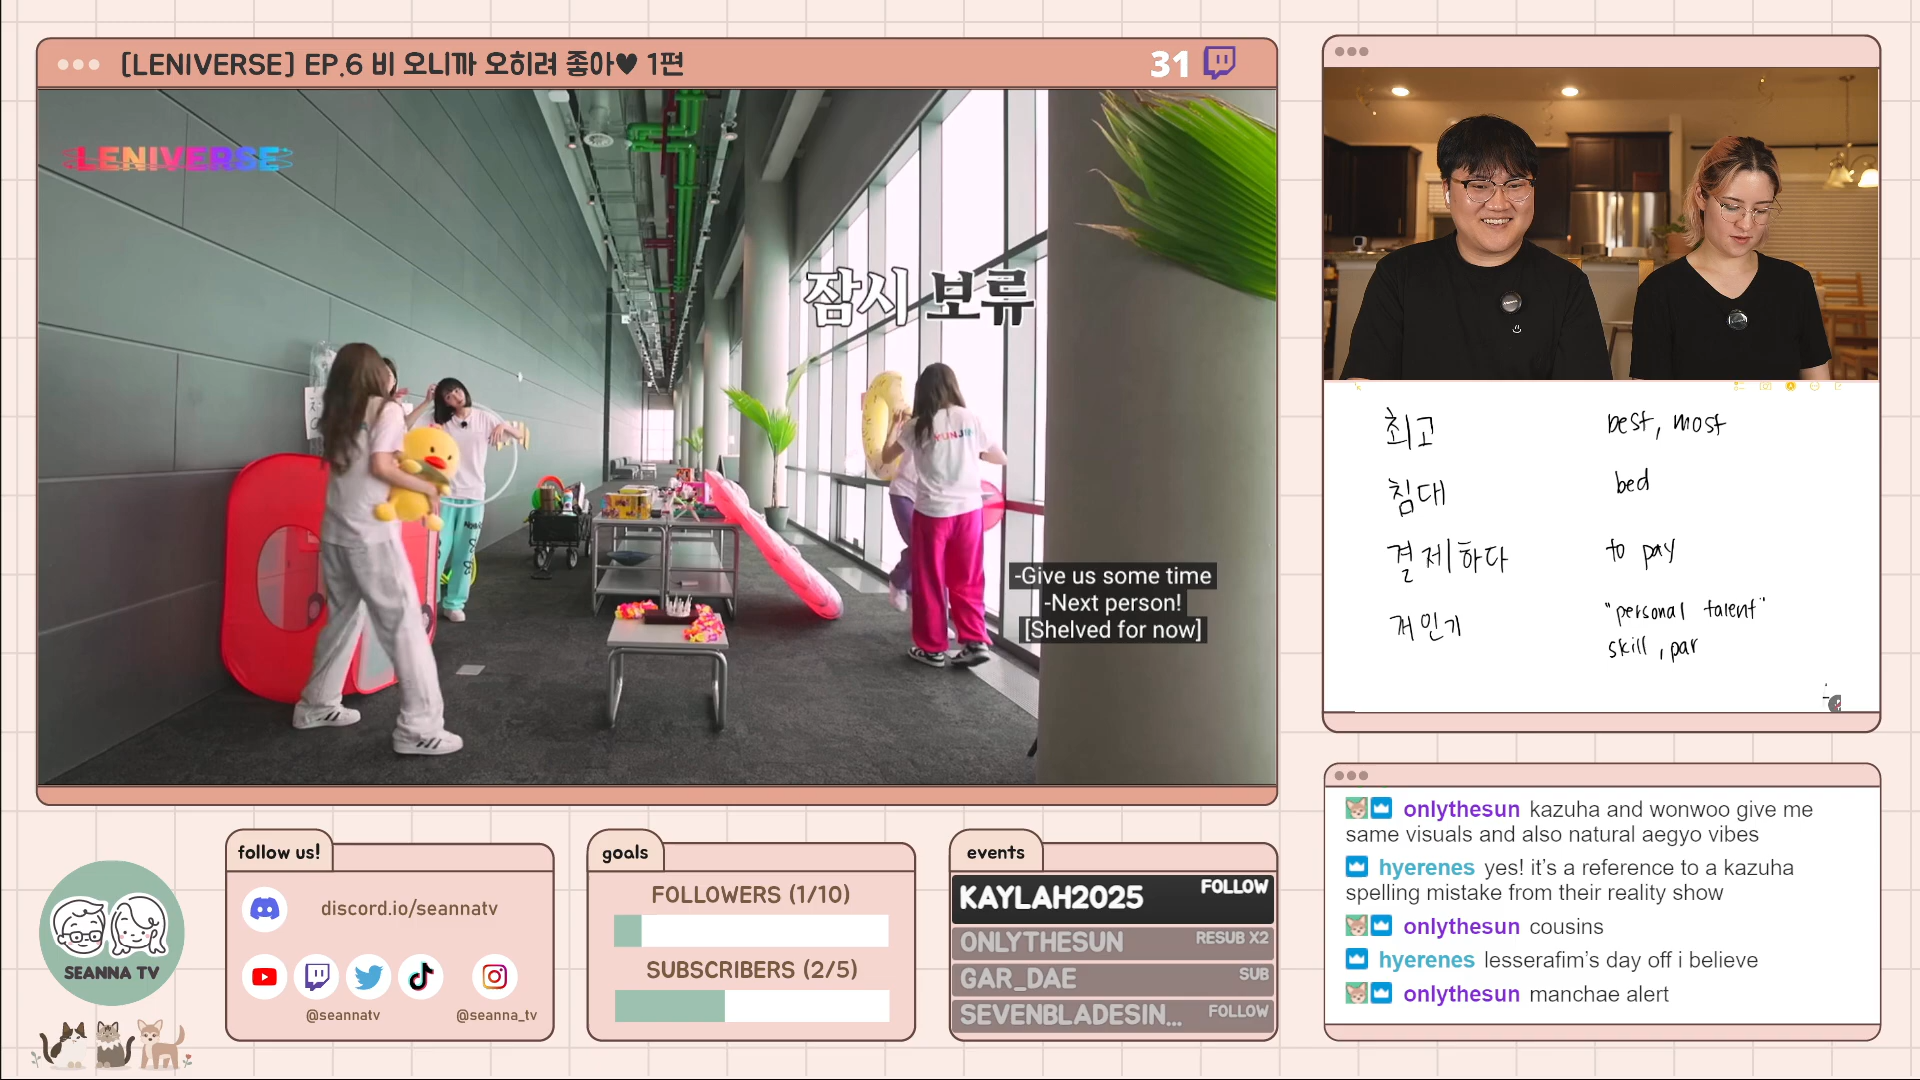 [LENIVERSE] EP.6 비 오니까 오히려 좋아♥ 1편
31
LENIVERSE
잠시 보류
YUNJIN
-Give us some time
-Next person!
[Shelved for now]
최고 best, most
침대 bed
결제하다 to pay
저인기 "personal talent"
skill, par
follow us!
discord.io/seannatv
@seannatv
@seanna_tv
SEANNA TV
goals
FOLLOWERS (1/10)
SUBSCRIBERS (2/5)
events
KAYLAH2025 FOLLOW
ONLYTHESUN RESUB X2
GAR_DAE SUB
SEVENBLADESIN... FOLLOW
onlythesun kazuha and wonwoo give me
same visuals and also natural aegyo vibes
hyerenes yes! it's a reference to a kazuha
spelling mistake from their reality show
onlythesun cousins
hyerenes lesserafim's day off i believe
onlythesun manchae alert